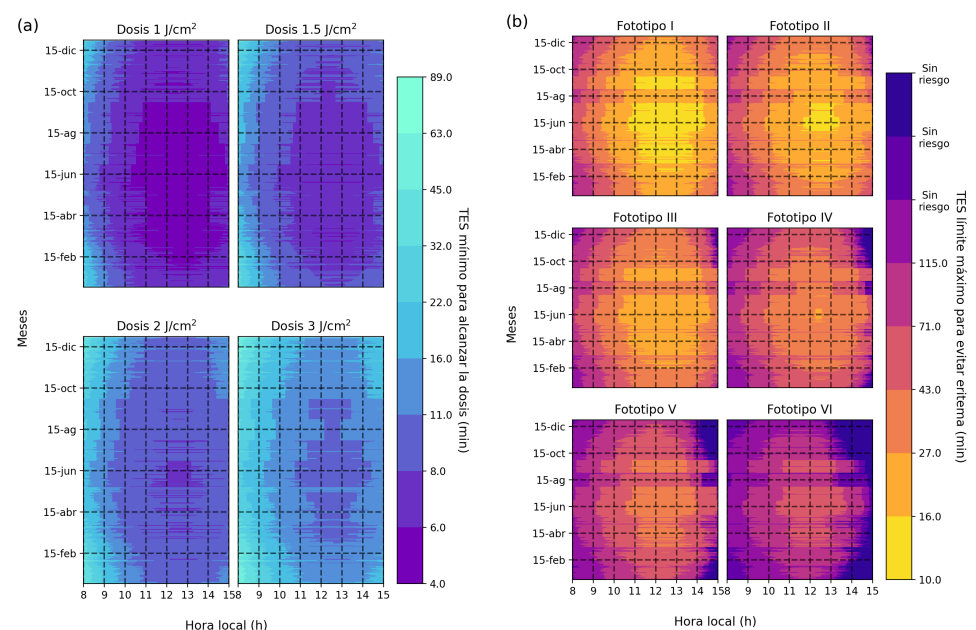 (a)
Dosis 1 J/cm²
Dosis 1.5 J/cm²
15-dic
15-oct
15-ag
15-jun
15-abr
15-feb
Dosis 2 J/cm²
Dosis 3 J/cm²
15-dic
15-oct
15-ag
15-jun
15-abr
15-feb
8 9 10 11 12 13 14 158 9 10 11 12 13 14 15
Hora local (h)
Meses
89.0
63.0
45.0
32.0
22.0
16.0
11.0
8.0
6.0
4.0
TES mínimo para alcanzar la dosis (min)
(b)
Fototipo I
Fototipo II
15-dic
15-oct
15-ag
15-jun
15-abr
15-feb
Fototipo III
Fototipo IV
15-dic
15-oct
15-ag
15-jun
15-abr
15-feb
Fototipo V
Fototipo VI
15-dic
15-oct
15-ag
15-jun
15-abr
15-feb
8 9 10 11 12 13 14 158 9 10 11 12 13 14 15
Hora local (h)
Meses
Sin
riesgo
Sin
riesgo
Sin
riesgo
115.0
71.0
43.0
27.0
16.0
10.0
TES límite máximo para evitar eritema (min)